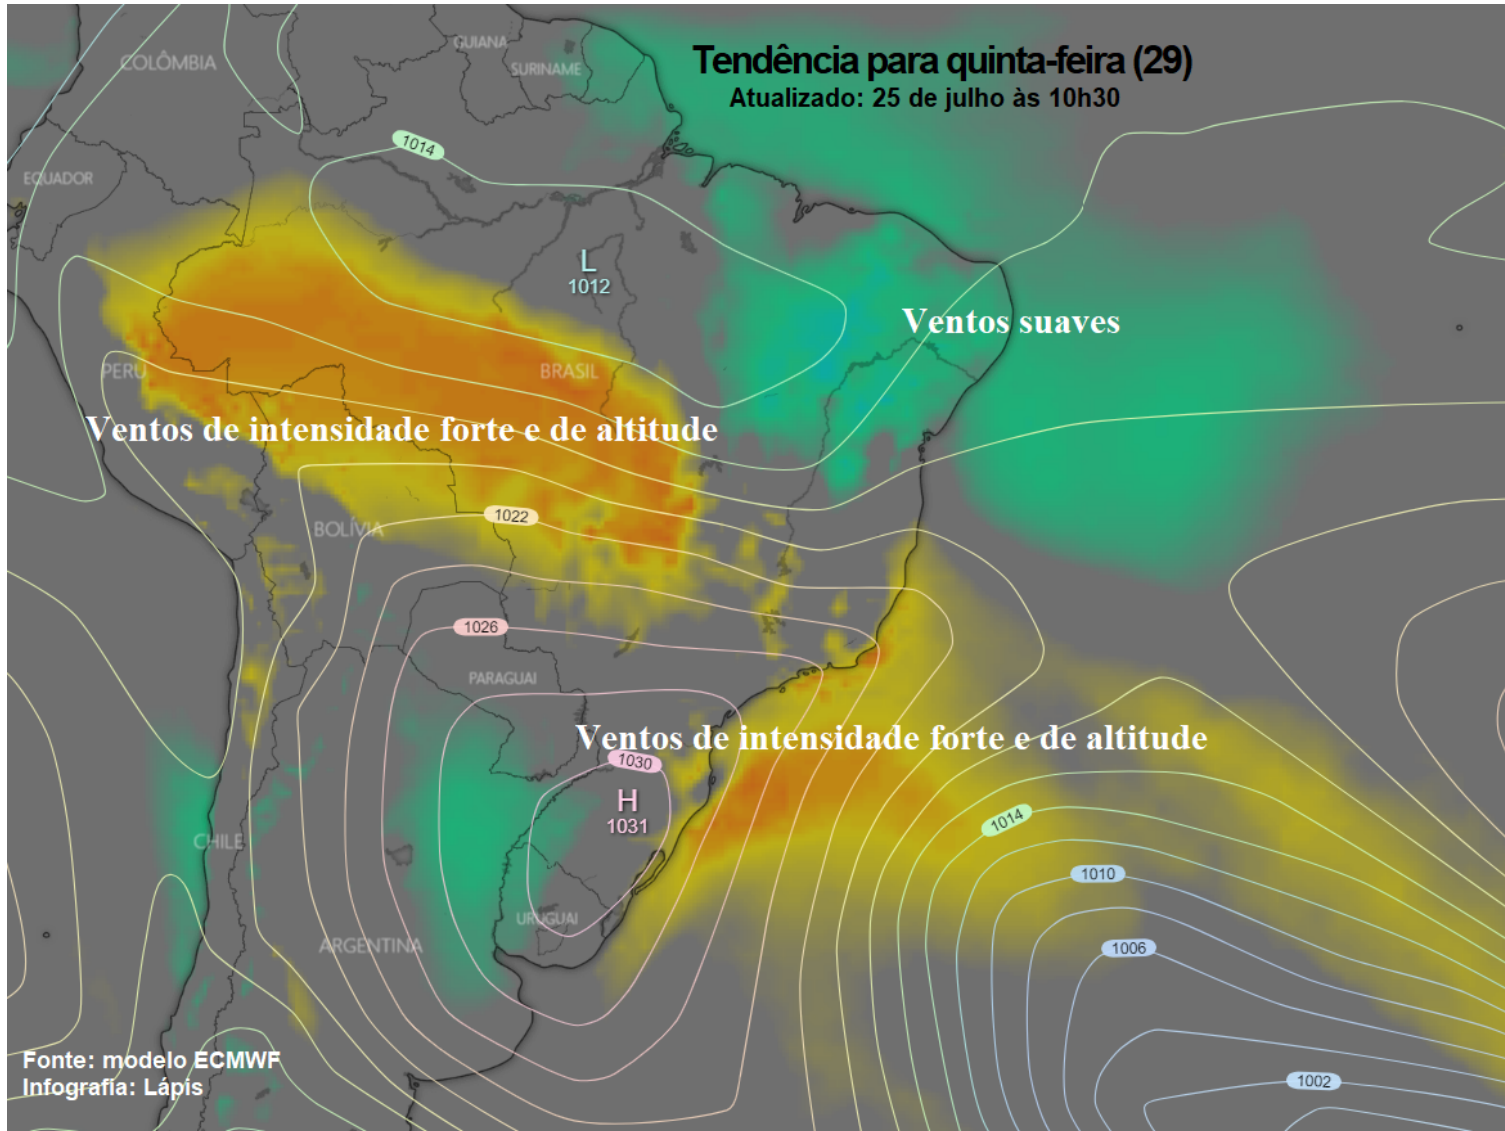 Tendência para quinta-feira (29)
Atualizado: 25 de julho às 10h30
COLÔMBIA
GUIANA
SURINAME
1014
EQUADOR
L
1012
Ventos suaves
PERU
BRASIL
Ventos de intensidade forte e de altitude
1022
BOLÍVIA
1026
PARAGUAI
Ventos de intensidade forte e de altitude
1030
H
1031
1014
CHILE
1010
URUGUAI
ARGENTINA
1006
Fonte: modelo ECMWF
Infografía: Lápis
1002